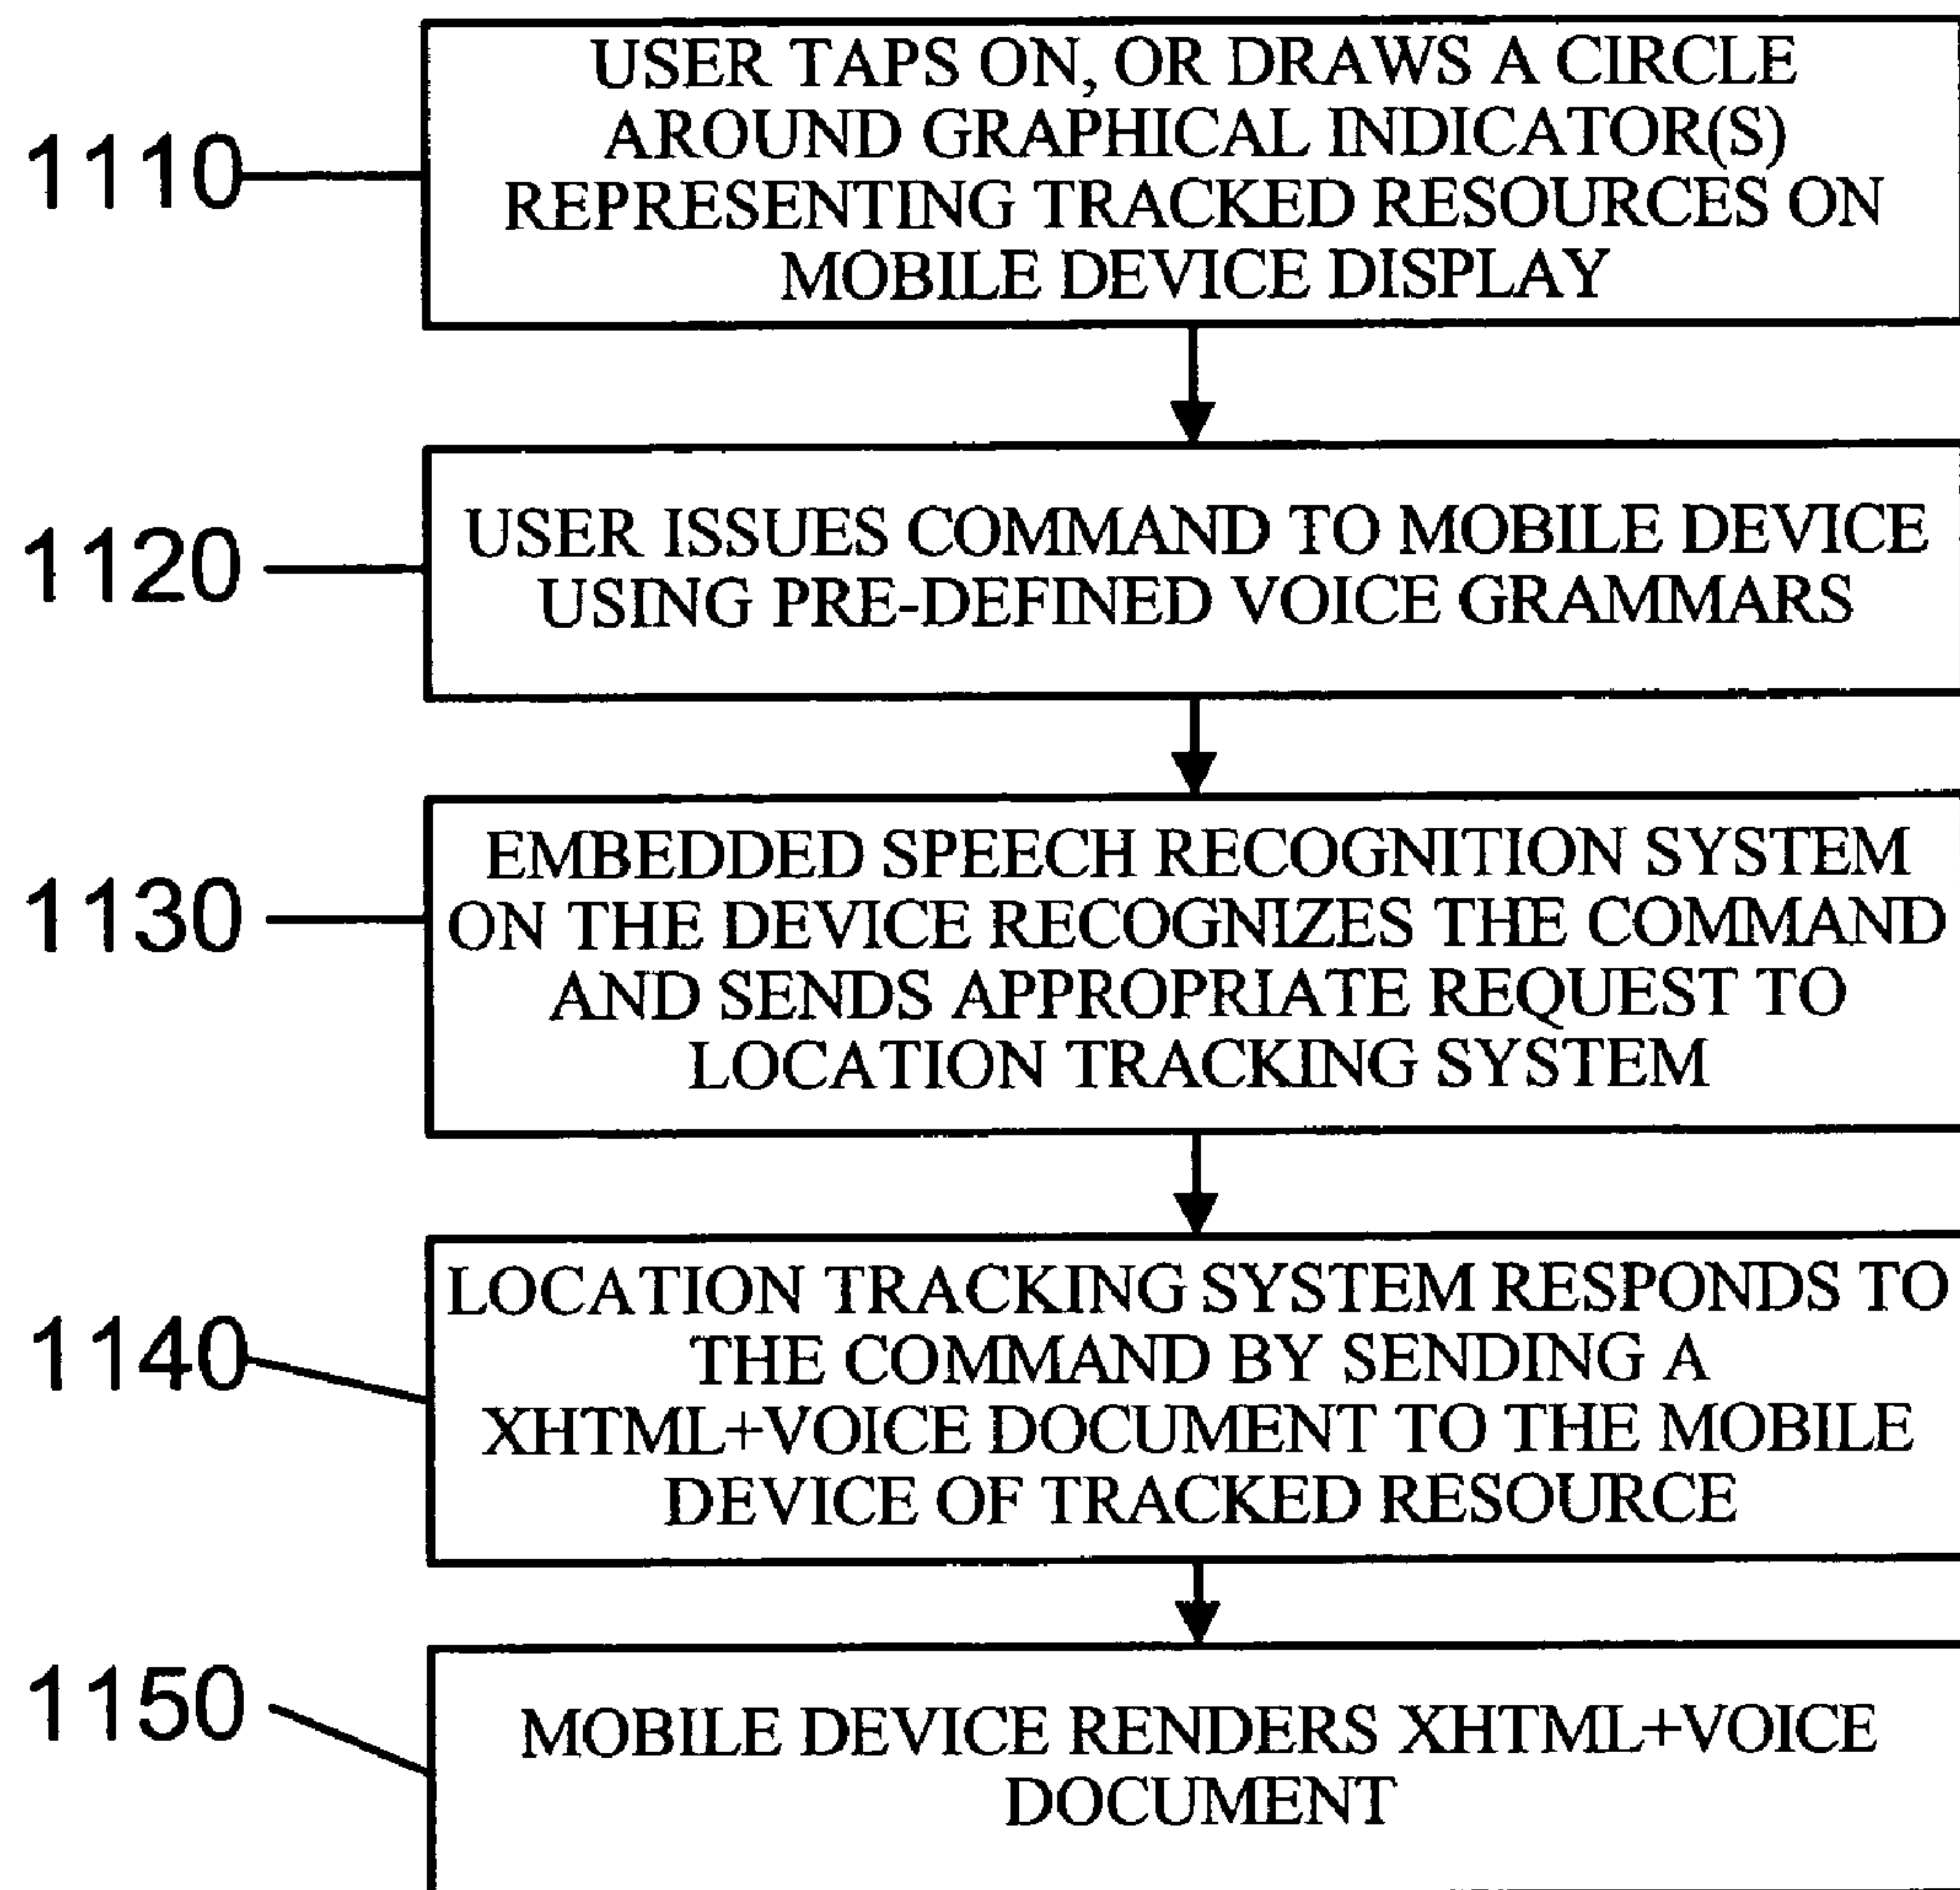 1110
USER TAPS ON, OR DRAWS A CIRCLE
AROUND GRAPHICAL INDICATOR(S)
REPRESENTING TRACKED RESOURCES ON
MOBILE DEVICE DISPLAY
1120
USER ISSUES COMMAND TO MOBILE DEVICE
USING PRE-DEFINED VOICE GRAMMARS
1130
EMBEDDED SPEECH RECOGNITION SYSTEM
ON THE DEVICE RECOGNIZES THE COMMAND
AND SENDS APPROPRIATE REQUEST TO
LOCATION TRACKING SYSTEM
1140
LOCATION TRACKING SYSTEM RESPONDS TO
THE COMMAND BY SENDING A
XHTML+VOICE DOCUMENT TO THE MOBILE
DEVICE OF TRACKED RESOURCE
1150
MOBILE DEVICE RENDERS XHTML+VOICE
DOCUMENT